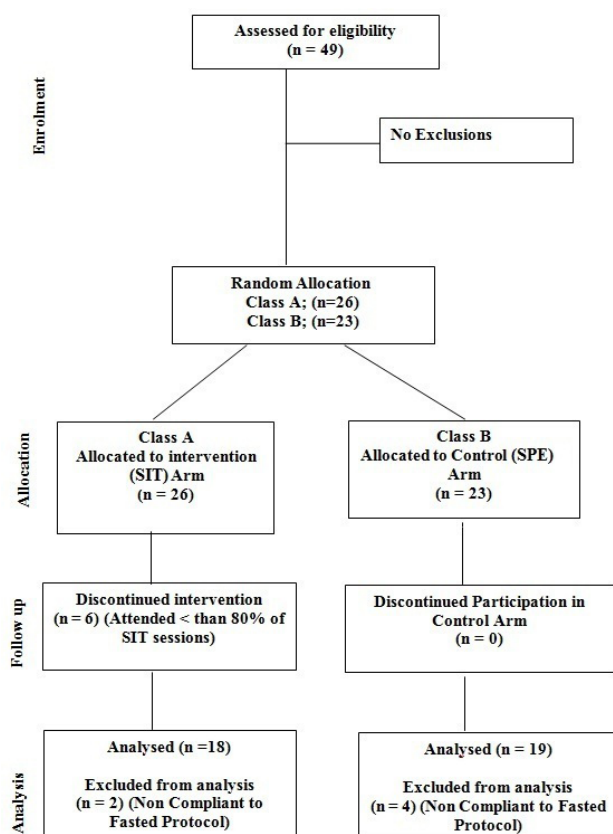 Assessed for eligibility
(n = 49)
Enrolment
No Exclusions
Random Allocation
Class A; (n=26)
Class B; (n=23)
Allocation
Class A
Allocated to intervention
(SIT) Arm
(n = 26)
Class B
Allocated to Control (SPE)
Arm
(n = 23)
Follow up
Discontinued intervention
(n = 6) (Attended < than 80% of
SIT sessions)
Discontinued Participation in
Control Arm
(n = 0)
Analysis
Analysed (n =18)
Excluded from analysis
(n = 2) (Non Compliant to
Fasted Protocol)
Analysed (n = 19)
Excluded from analysis
(n = 4) (Non Compliant to Fasted
Protocol)